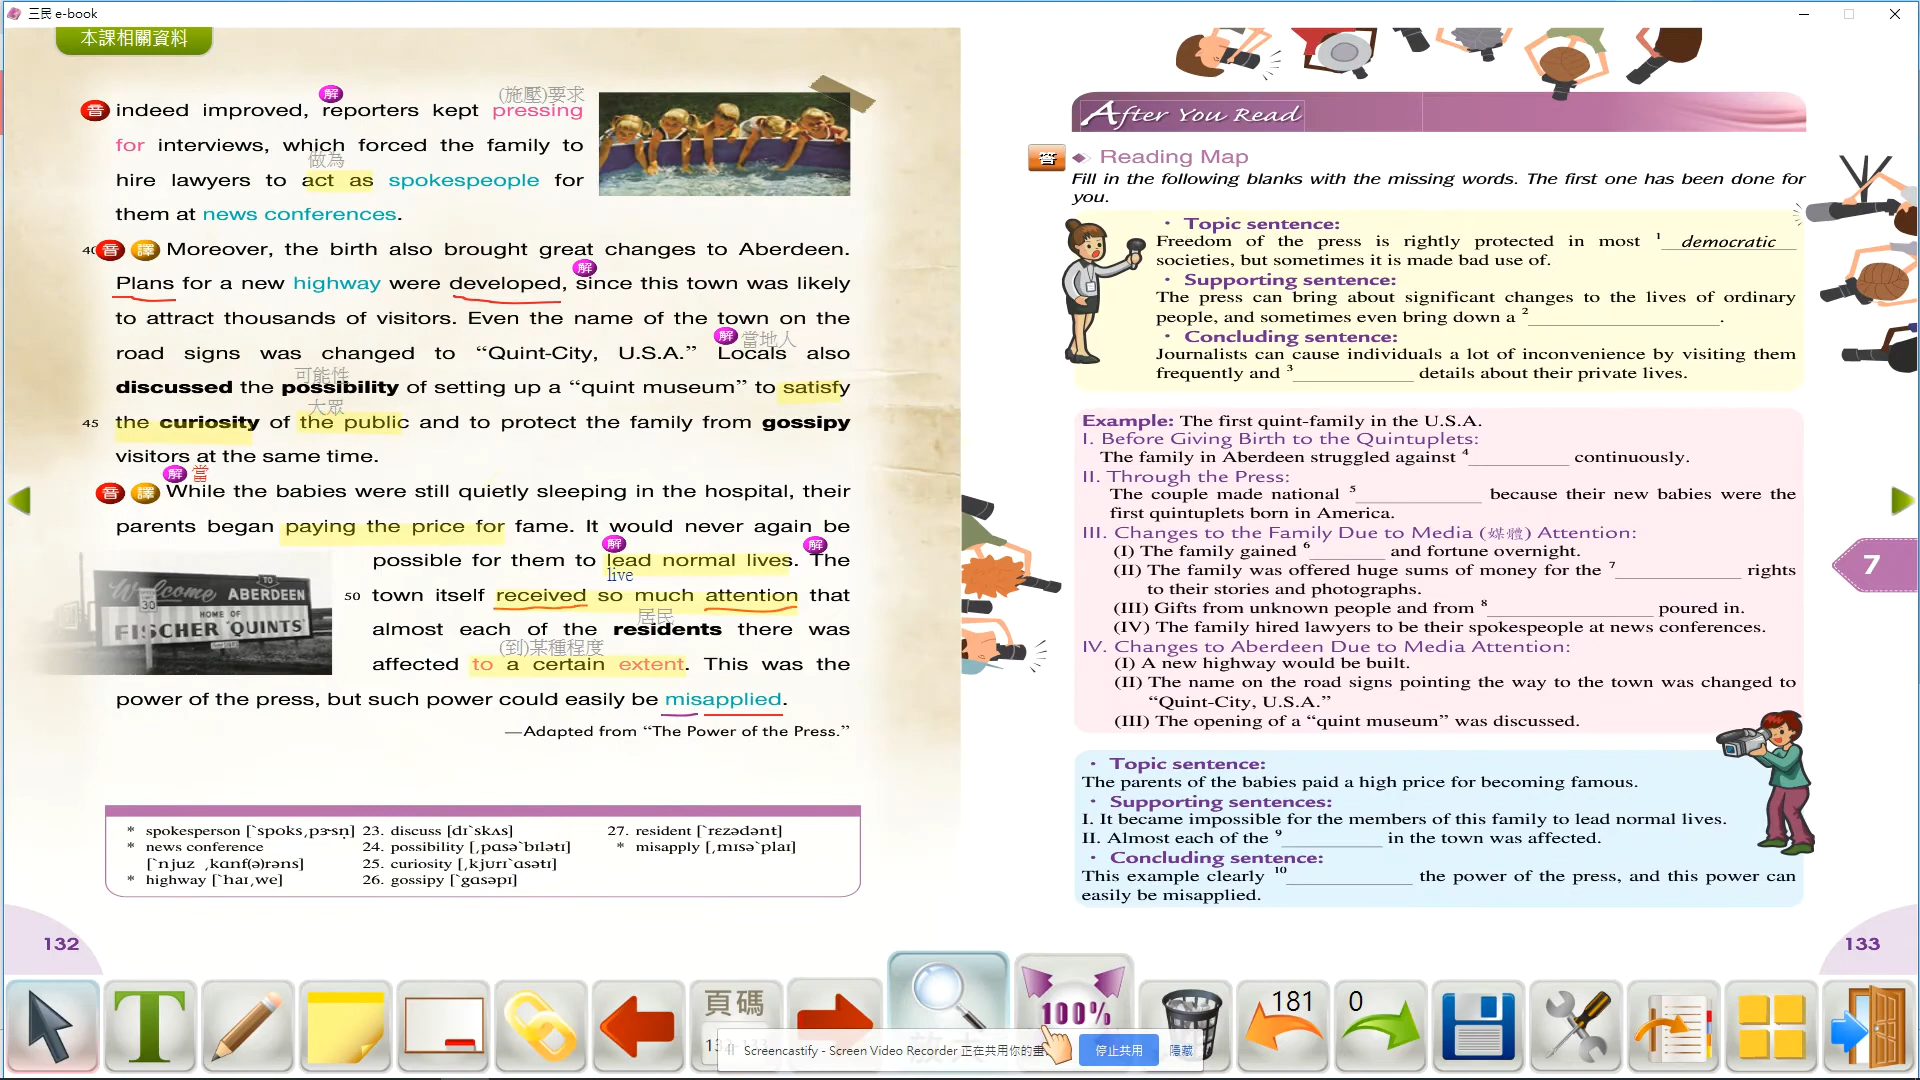 三民 e-book
本課相關資料
解
(施壓)要求
音 indeed improved, reporters kept pressing
for interviews, which forced the family to
做為
hire lawyers to act as spokespeople for
them at news conferences.
40 音 譯 Moreover, the birth also brought great changes to Aberdeen.
解
Plans for a new highway were developed, since this town was likely
to attract thousands of visitors. Even the name of the town on the
解 當地人
road signs was changed to “Quint-City, U.S.A.” Locals also
可能性
discussed the possibility of setting up a “quint museum” to satisfy
大眾
45 the curiosity of the public and to protect the family from gossipy
visitors at the same time.
解 當
音 譯 While the babies were still quietly sleeping in the hospital, their
parents began paying the price for fame. It would never again be
解 解
possible for them to lead normal lives. The
live
50 town itself received so much attention that
居民
almost each of the residents there was
(到)某種程度
affected to a certain extent. This was the
power of the press, but such power could easily be misapplied.
—Adapted from “The Power of the Press.”
Welcome TO ABERDEEN
SPEED 30
HOME OF
FISCHER 'QUINTS'
* spokesperson [ˋspoks͵pɝsn̩] 23. discuss [dɪˋskʌs] 27. resident [ˋrɛzədənt]
* news conference 24. possibility [͵pɑsəˋbɪlətɪ] * misapply [͵mɪsəˋplaɪ]
[ˋnjuz ͵kɑnf(ə)rəns] 25. curiosity [͵kjʊrɪˋɑsətɪ]
* highway [ˋhaɪ͵we] 26. gossipy [ˋgɑsəpɪ]
132
After You Read
答 Reading Map
Fill in the following blanks with the missing words. The first one has been done for
you.
• Topic sentence:
Freedom of the press is rightly protected in most 1 democratic
societies, but sometimes it is made bad use of.
• Supporting sentence:
The press can bring about significant changes to the lives of ordinary
people, and sometimes even bring down a 2 ____________________.
• Concluding sentence:
Journalists can cause individuals a lot of inconvenience by visiting them
frequently and 3 ____________ details about their private lives.
Example: The first quint-family in the U.S.A.
I. Before Giving Birth to the Quintuplets:
The family in Aberdeen struggled against 4 __________ continuously.
II. Through the Press:
The couple made national 5 ____________ because their new babies were the
first quintuplets born in America.
III. Changes to the Family Due to Media (媒體) Attention:
(I) The family gained 6 ________ and fortune overnight.
(II) The family was offered huge sums of money for the 7 ____________ rights
to their stories and photographs.
(III) Gifts from unknown people and from 8 ________________ poured in.
(IV) The family hired lawyers to be their spokespeople at news conferences.
IV. Changes to Aberdeen Due to Media Attention:
(I) A new highway would be built.
(II) The name on the road signs pointing the way to the town was changed to
“Quint-City, U.S.A.”
(III) The opening of a “quint museum” was discussed.
• Topic sentence:
The parents of the babies paid a high price for becoming famous.
• Supporting sentences:
I. It became impossible for the members of this family to lead normal lives.
II. Almost each of the 9 __________ in the town was affected.
• Concluding sentence:
This example clearly 10 ____________ the power of the press, and this power can
easily be misapplied.
7
133
T
頁碼
100%
181
0
Screencastify - Screen Video Recorder 正在共用你的畫
停止共用
隱藏